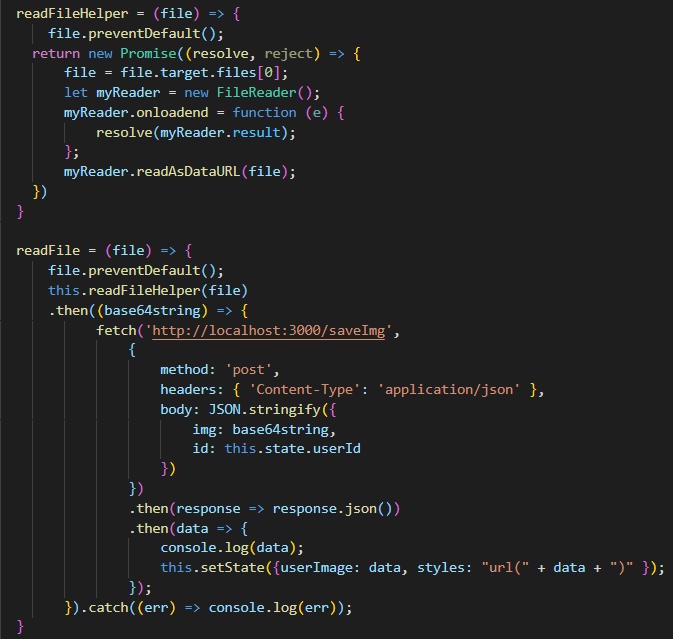 readFileHelper = (file) => {
    file.preventDefault();
  return new Promise((resolve, reject) => {
      file = file.target.files[0];
      let myReader = new FileReader();
      myReader.onloadend = function (e) {
          resolve(myReader.result);
      };
      myReader.readAsDataURL(file);
  })
}

readFile = (file) => {
    file.preventDefault();
    this.readFileHelper(file)
    .then((base64string) => {
          fetch('http://localhost:3000/saveImg',
              {
                  method: 'post',
                  headers: { 'Content-Type': 'application/json' },
                  body: JSON.stringify({
                      img: base64string,
                      id: this.state.userId
                  })
              })
              .then(response => response.json())
              .then(data => {
                  console.log(data);
                  this.setState({userImage: data, styles: "url(" + data + ")" });
              });
      }).catch((err) => console.log(err));
}